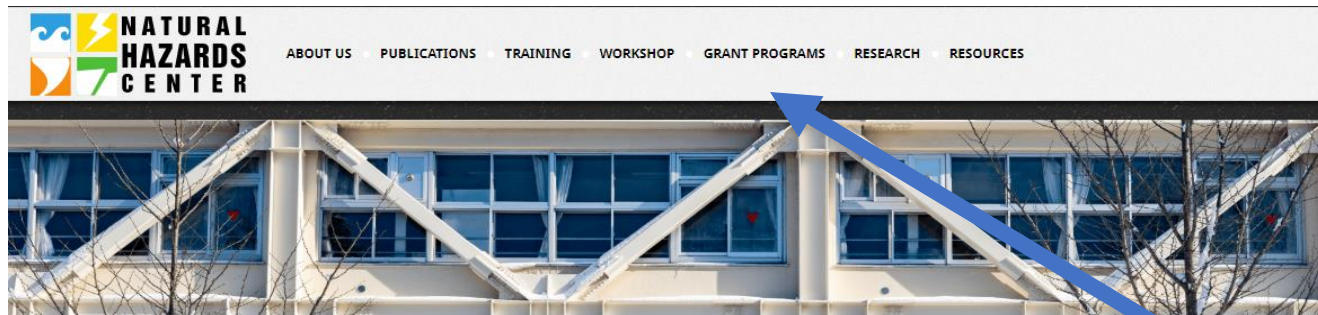 NATURAL
HAZARDS
CENTER
ABOUT US PUBLICATIONS TRAINING WORKSHOP GRANT PROGRAMS RESEARCH RESOURCES